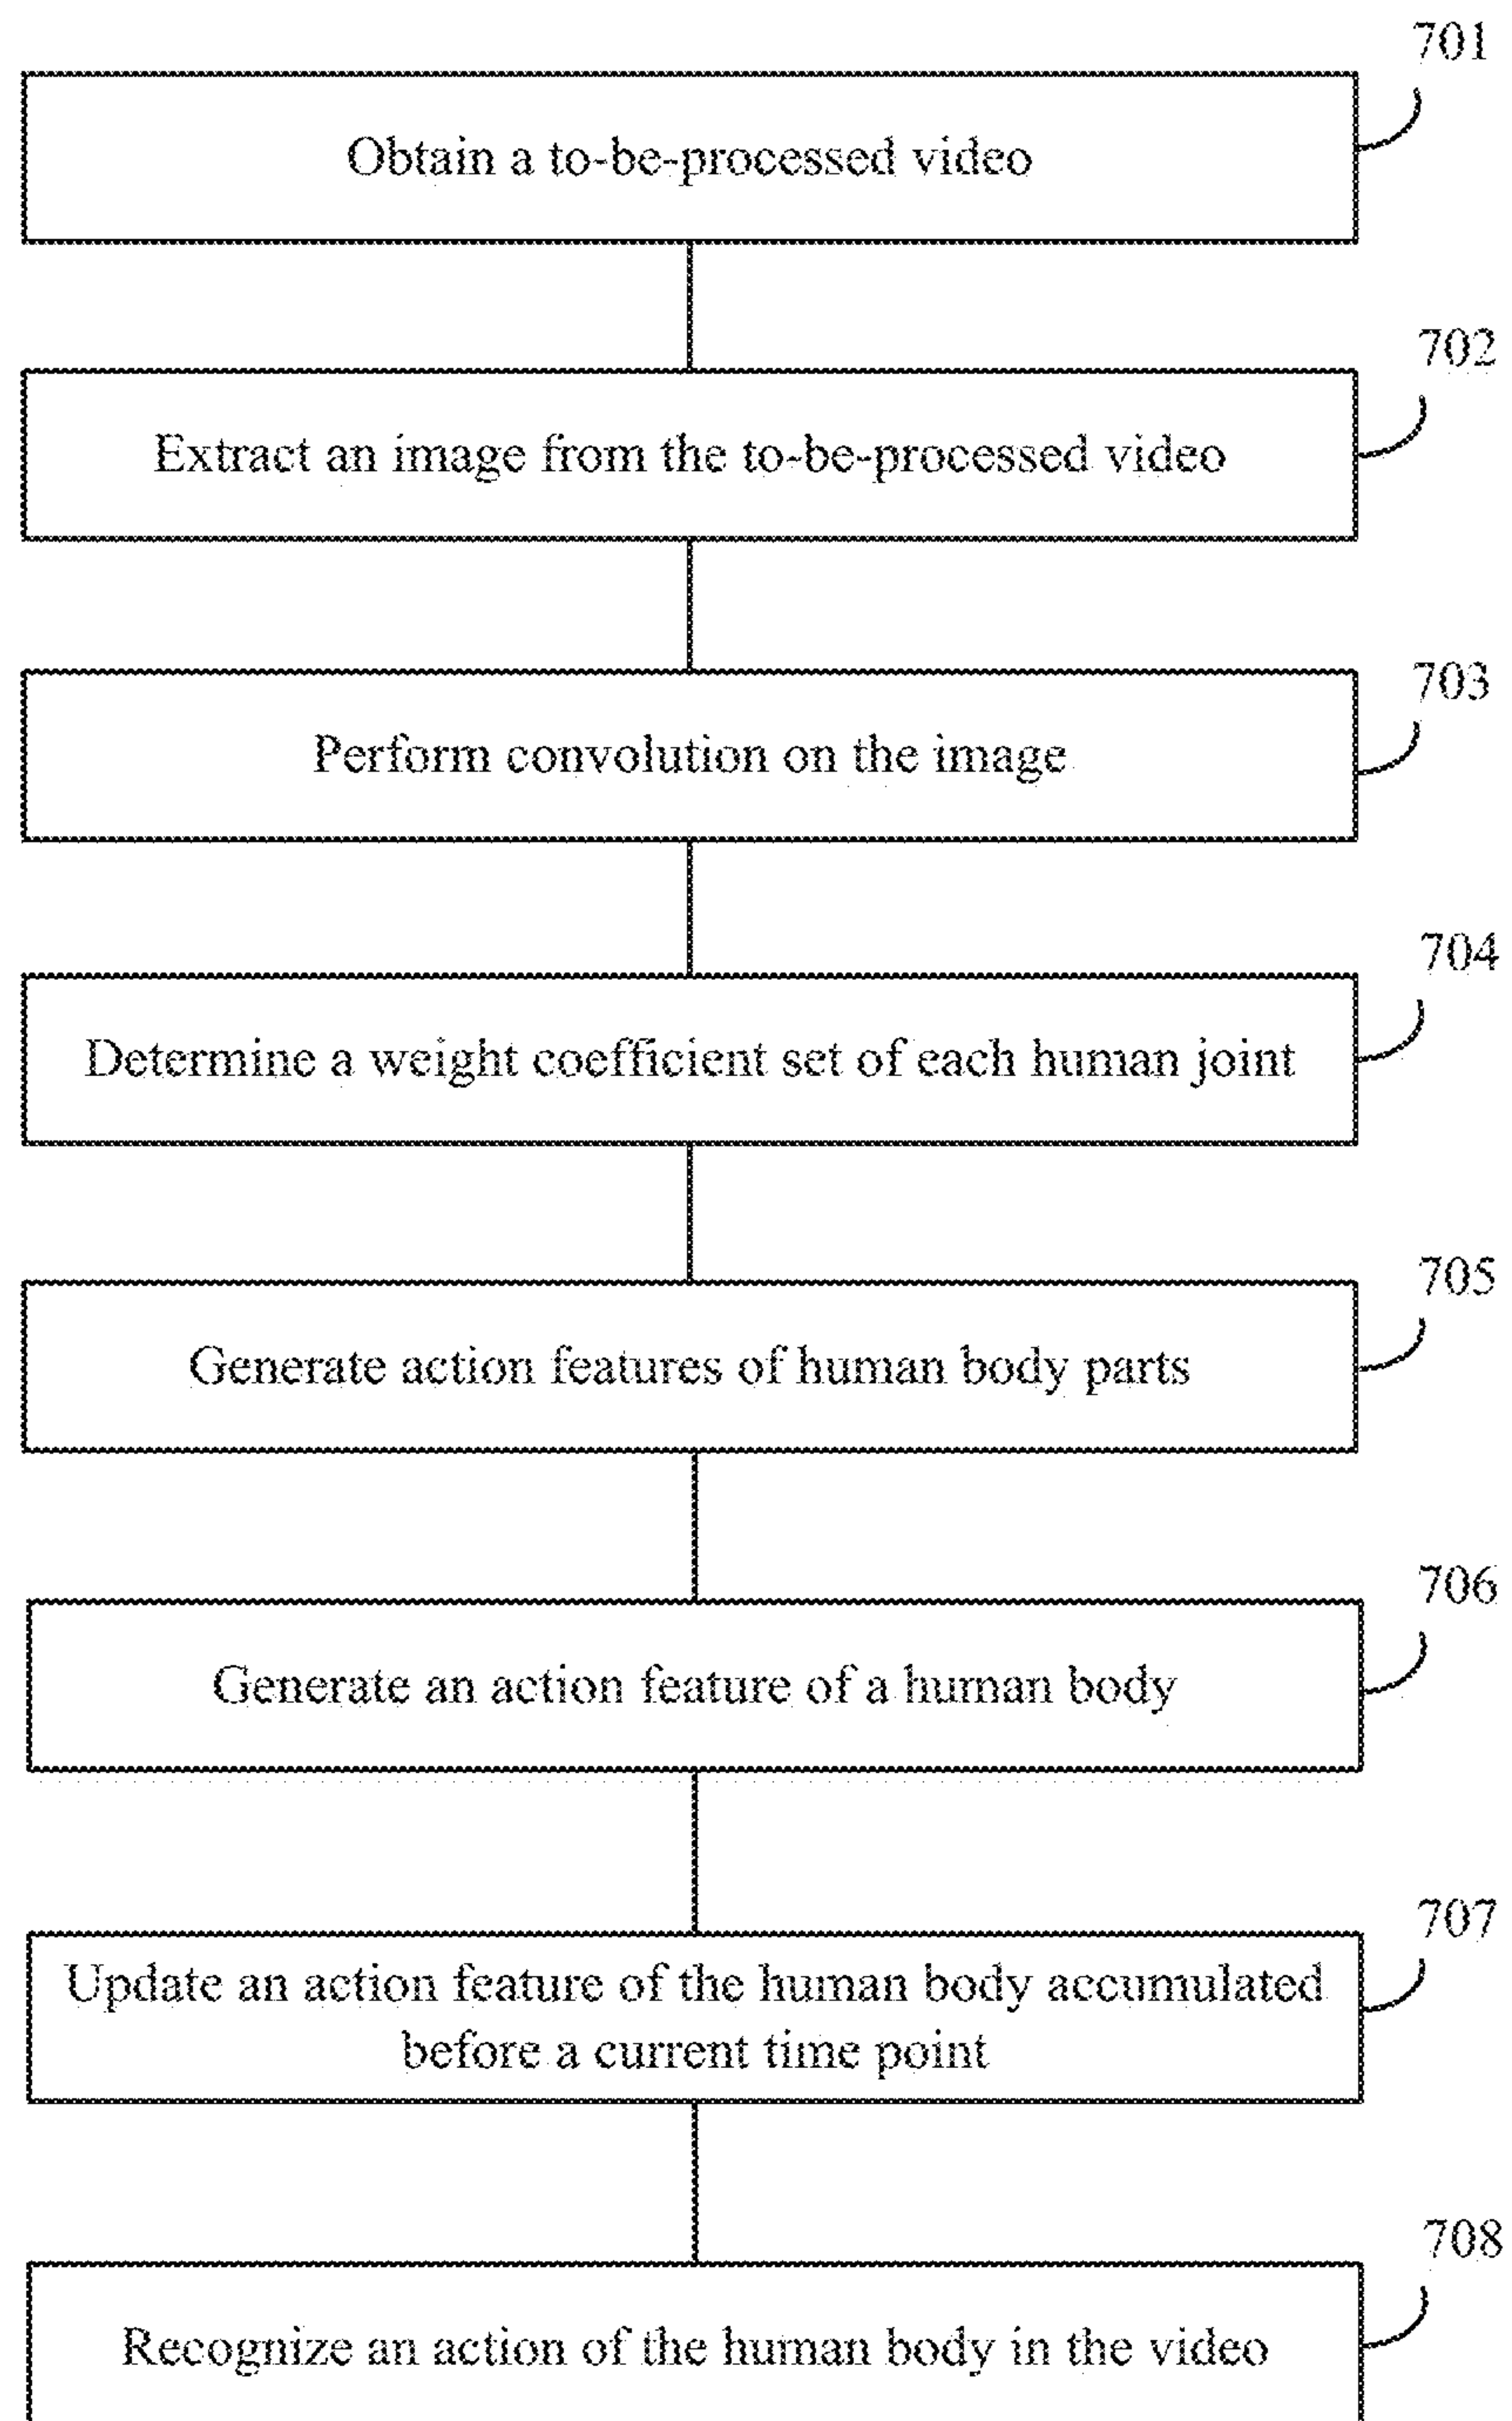 701
Obtain a to-be-processed video
702
Extract an image from the to-be-processed video
703
Perform convolution on the image
704
Determine a weight coefficient set of each human joint
705
Generate action features of human body parts
706
Generate an action feature of a human body
707
Update an action feature of the human body accumulated
before a current time point
708
Recognize an action of the human body in the video